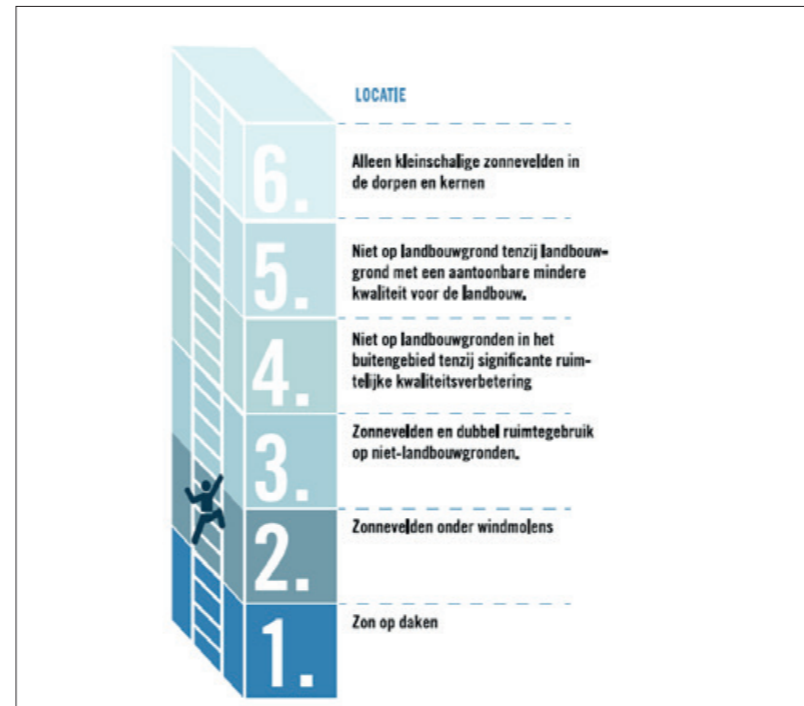 LOCATIE
6.
Alleen kleinschalige zonnevelden in
de dorpen en kernen
5.
Niet op landbouwgrond tenzij landbouw-
grond met een aantoonbare mindere
kwaliteit voor de landbouw.
4.
Niet op landbouwgronden in het
buitengebied tenzij significante ruim-
telijke kwaliteitsverbetering
3.
Zonnevelden en dubbel ruimtegebruik
op niet-landbouwgronden.
2.
Zonnevelden onder windmolens
1.
Zon op daken